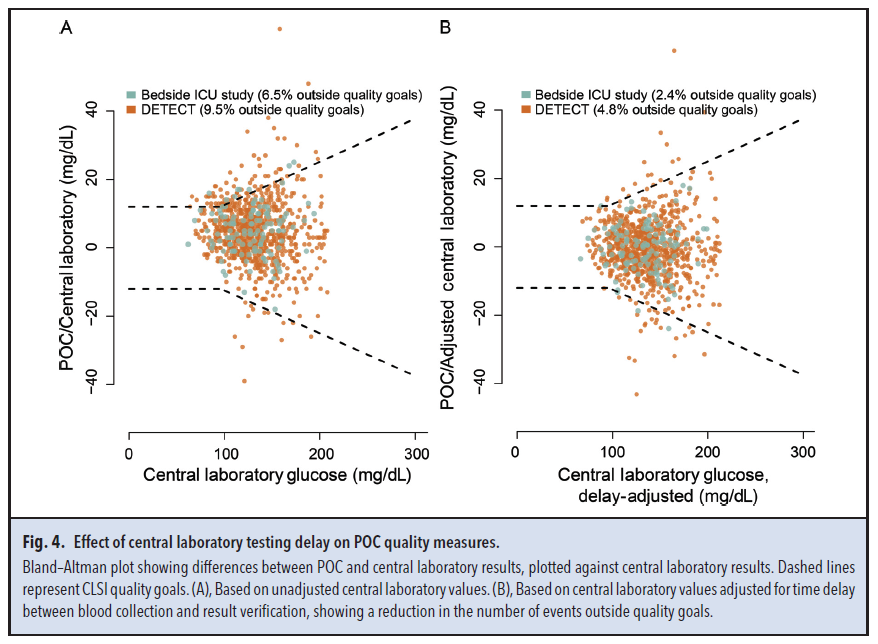 A
Bedside ICU study (6.5% outside quality goals)
DETECT (9.5% outside quality goals)
POC/Central laboratory (mg/dL)
40
20
0
−20
−40
0 100 200 300
Central laboratory glucose (mg/dL)
B
Bedside ICU study (2.4% outside quality goals)
DETECT (4.8% outside quality goals)
POC/Adjusted central laboratory (mg/dL)
40
20
0
−20
−40
0 100 200 300
Central laboratory glucose,
delay-adjusted (mg/dL)
Fig. 4. Effect of central laboratory testing delay on POC quality measures.
Bland–Altman plot showing differences between POC and central laboratory results, plotted against central laboratory results. Dashed lines
represent CLSI quality goals. (A), Based on unadjusted central laboratory values. (B), Based on central laboratory values adjusted for time delay
between blood collection and result verification, showing a reduction in the number of events outside quality goals.